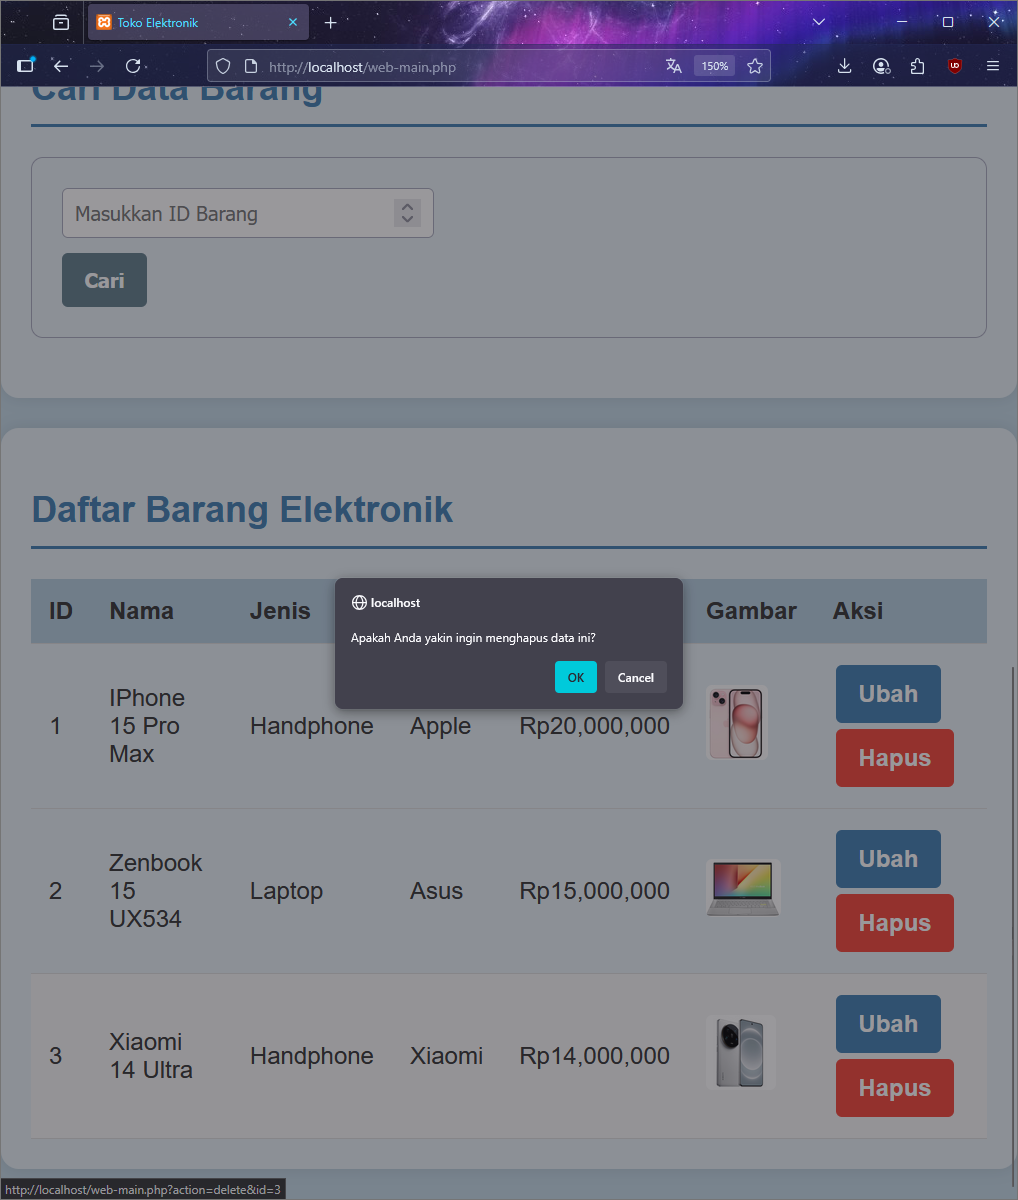 Toko Elektronik
http://localhost/web-main.php
150%
Cari Data Barang
Masukkan ID Barang
Cari
Daftar Barang Elektronik
ID Nama Jenis Gambar Aksi
localhost
Apakah Anda yakin ingin menghapus data ini?
OK Cancel
1 IPhone 15 Pro Max Handphone Apple Rp20,000,000 Ubah
Hapus
2 Zenbook 15 UX534 Laptop Asus Rp15,000,000 Ubah
Hapus
3 Xiaomi 14 Ultra Handphone Xiaomi Rp14,000,000 Ubah
Hapus
http://localhost/web-main.php?action=delete&id=3